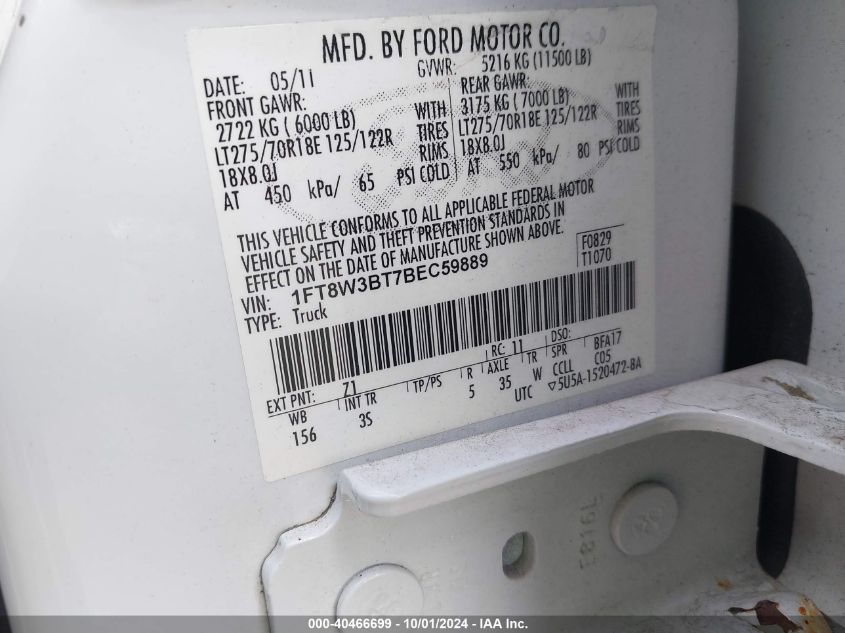 MFD. BY FORD MOTOR CO.
DATE: 05/11 GVWR: 5216 KG (11500 LB)
FRONT GAWR: REAR GAWR:
2722 KG ( 6000 LB) WITH 3175 KG ( 7000 LB) WITH
LT275/70R18E 125/122R TIRES LT275/70R18E 125/122R TIRES
18X8.0J RIMS 18X8.0J RIMS
AT 450 kPa/ 65 PSI COLD AT 550 kPa/ 80 PSI COLD
THIS VEHICLE CONFORMS TO ALL APPLICABLE FEDERAL MOTOR
VEHICLE SAFETY AND THEFT PREVENTION STANDARDS IN
EFFECT ON THE DATE OF MANUFACTURE SHOWN ABOVE.
VIN: 1FT8W3BT7BEC59889 F0829
TYPE: Truck T1070
EXT PNT: Z1 RC: 11 DSO:
WB INT TR TP/PS R AXLE TR SPR BFA17
156 3S 5 35 W CCLL C05
UTC ▽5U5A-1520472-BA
000-40466699 - 10/01/2024 - IAA Inc.